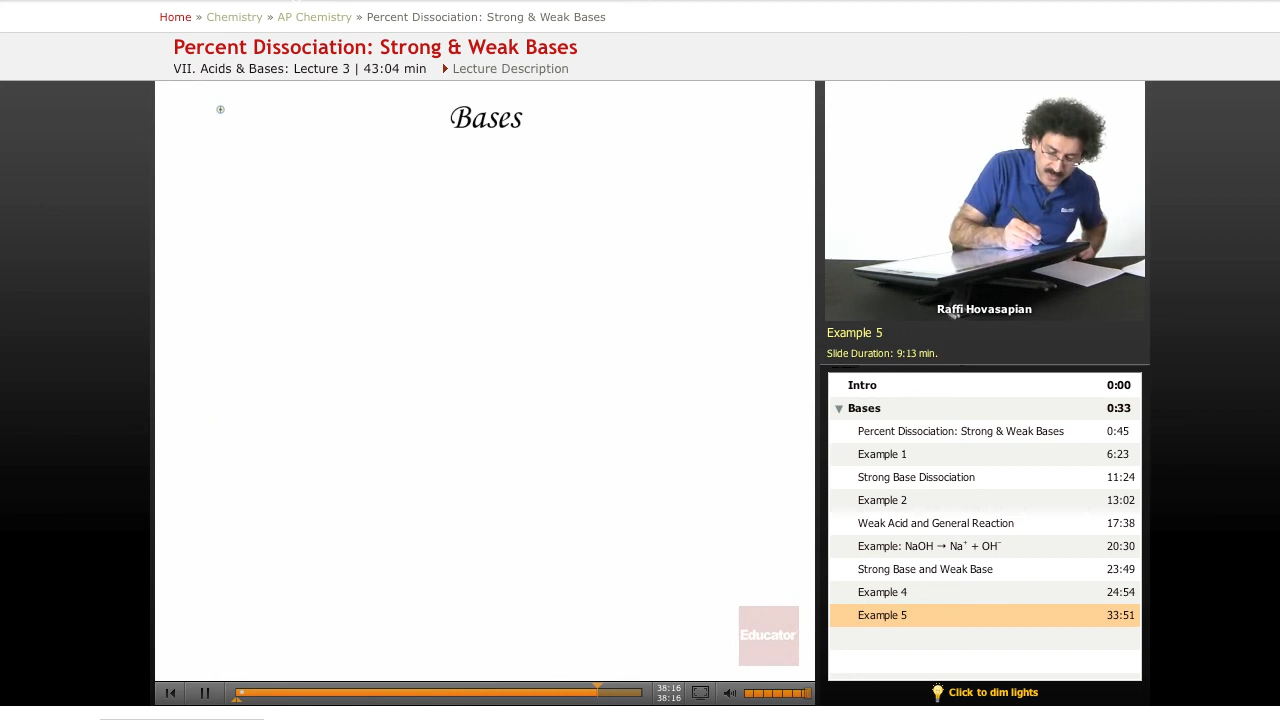 Home » Chemistry » AP Chemistry » Percent Dissociation: Strong & Weak Bases
Percent Dissociation: Strong & Weak Bases
VII. Acids & Bases: Lecture 3 | 43:04 min Lecture Description
Bases
Educator
38:16
38:16
Raffi Hovasapian
Example 5
Slide Duration: 9:13 min.
Intro 0:00
Bases 0:33
Percent Dissociation: Strong & Weak Bases 0:45
Example 1 6:23
Strong Base Dissociation 11:24
Example 2 13:02
Weak Acid and General Reaction 17:38
Example: NaOH → Na⁺ + OH⁻ 20:30
Strong Base and Weak Base 23:49
Example 4 24:54
Example 5 33:51
Click to dim lights